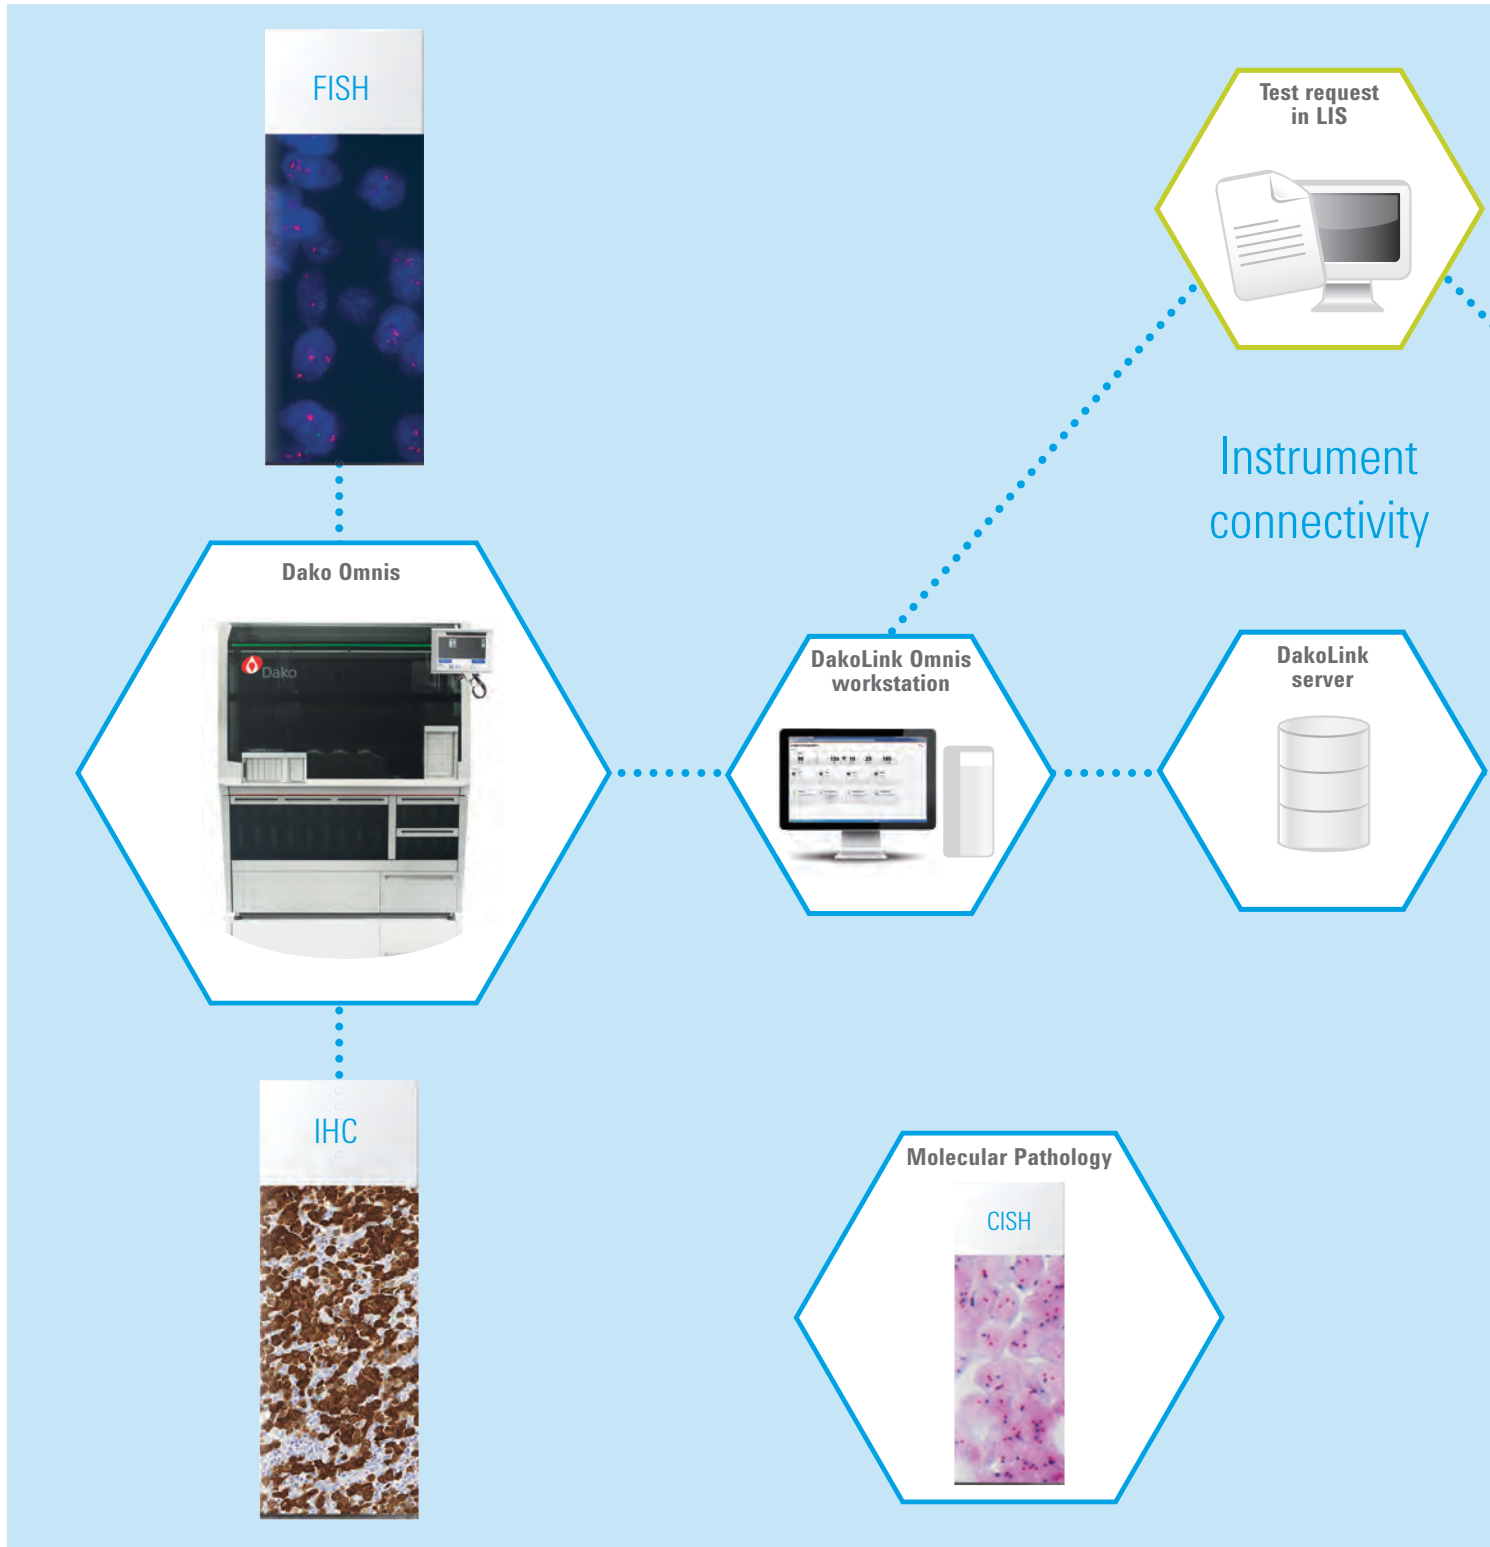 FISH
Test request
in LIS
Instrument
connectivity
Dako Omnis
Dako
DakoLink Omnis
workstation
DakoLink
server
IHC
Molecular Pathology
CISH